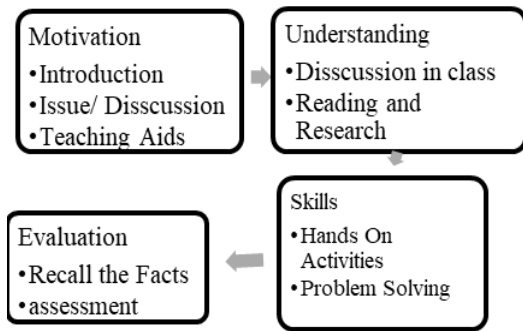 Motivation
•Introduction
•Issue/ Disscussion
•Teaching Aids
Understanding
•Disscussion in class
•Reading and
Research
Skills
•Hands On
Activities
•Problem Solving
Evaluation
•Recall the Facts
•assessment